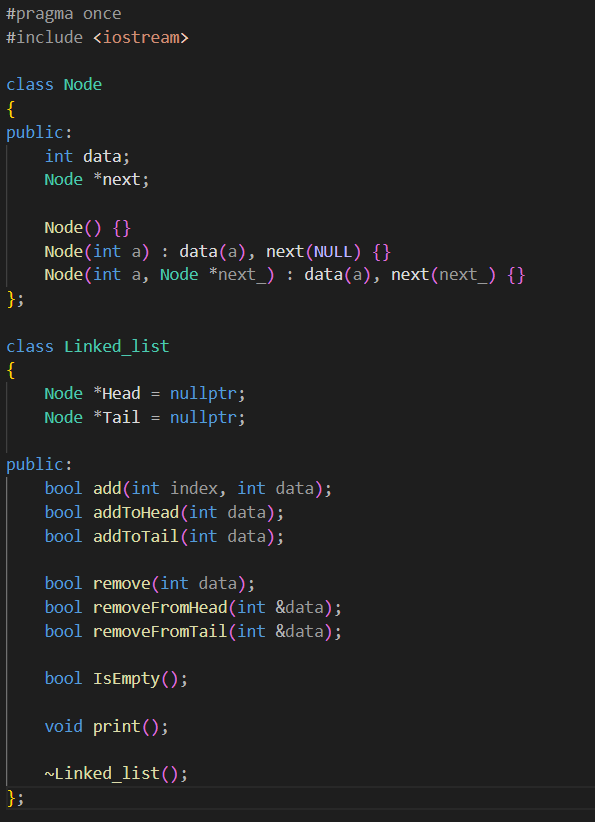 #pragma once
#include <iostream>
class Node
{
public:
    int data;
    Node *next;
    Node() {}
    Node(int a) : data(a), next(NULL) {}
    Node(int a, Node *next_) : data(a), next(next_) {}
};
class Linked_list
{
    Node *Head = nullptr;
    Node *Tail = nullptr;
public:
    bool add(int index, int data);
    bool addToHead(int data);
    bool addToTail(int data);
    bool remove(int data);
    bool removeFromHead(int &data);
    bool removeFromTail(int &data);
    bool IsEmpty();
    void print();
    ~Linked_list();
};